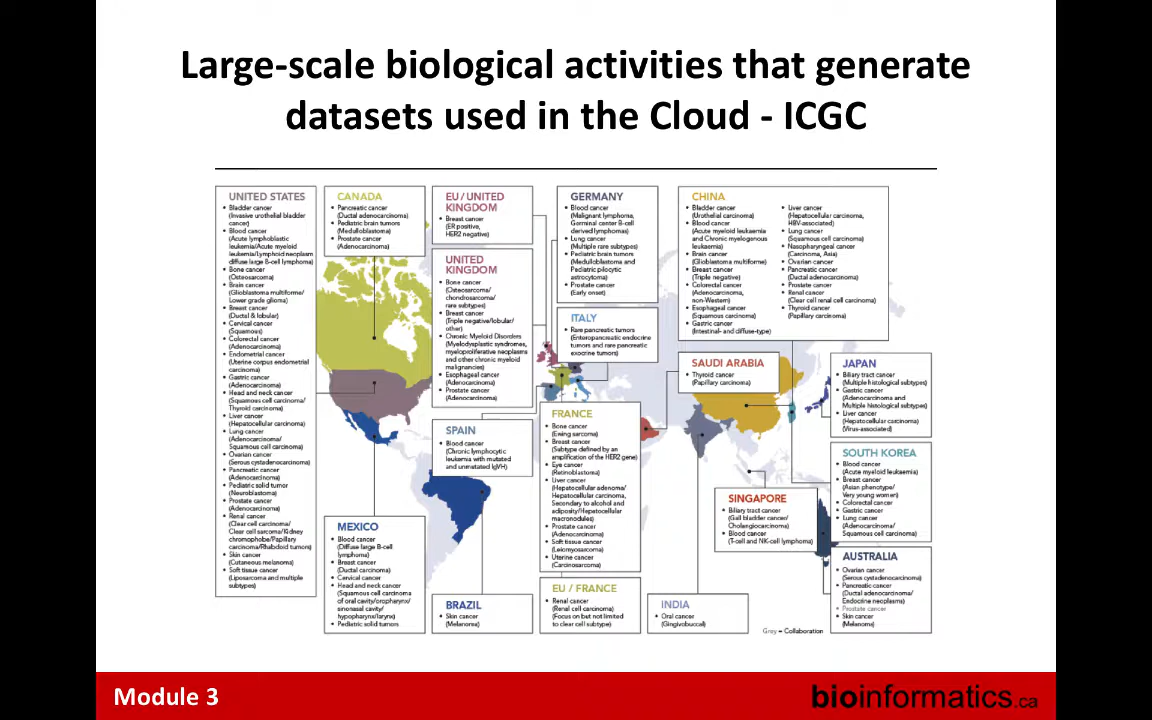 Large-scale biological activities that generate
datasets used in the Cloud - ICGC
UNITED STATES
• Bladder cancer
(Invasive urothelial bladder
cancer)
• Blood cancer
(Acute lymphoblastic
leukemia/Acute myeloid
leukemia/Lymphoid neoplasm
diffuse large B-cell lymphoma)
• Bone cancer
(Osteosarcoma)
• Brain cancer
(Glioblastoma multiforme/
Lower grade glioma)
• Breast cancer
(Ductal & lobular)
• Cervical cancer
(Squamous)
• Colorectal cancer
(Adenocarcinoma)
• Endometrial cancer
(Uterine corpus endometrial
carcinoma)
• Gastric cancer
(Adenocarcinoma)
• Head and neck cancer
(Squamous cell carcinoma/
Thyroid carcinoma)
• Liver cancer
(Hepatocellular carcinoma)
• Lung cancer
(Adenocarcinoma/
Squamous cell carcinoma)
• Ovarian cancer
(Serous cystadenocarcinoma)
• Pancreatic cancer
(Adenocarcinoma)
• Pediatric solid tumor
(Neuroblastoma)
• Prostate cancer
(Adenocarcinoma)
• Renal cancer
(Clear cell carcinoma/
Clear cell sarcoma/Kidney
chromophobe/Papillary
carcinoma/Rhabdoid tumors)
• Skin cancer
(Cutaneous melanoma)
• Soft tissue cancer
(Liposarcoma and multiple
subtypes)
CANADA
• Pancreatic cancer
(Ductal adenocarcinoma)
• Pediatric brain tumors
(Medulloblastoma)
• Prostate cancer
(Adenocarcinoma)
EU / UNITED
KINGDOM
• Breast cancer
(ER positive,
HER2 negative)
UNITED
KINGDOM
• Bone cancer
(Osteosarcoma/
chondrosarcoma/
rare subtypes)
• Breast cancer
(Triple negative/lobular/
other)
• Chronic Myeloid Disorders
(Myelodysplastic syndromes,
myeloproliferative neoplasms
and other chronic myeloid
malignancies)
• Esophageal cancer
(Adenocarcinoma)
• Prostate cancer
(Adenocarcinoma)
GERMANY
• Blood cancer
(Malignant lymphoma,
Germinal center B-cell
derived lymphomas)
• Lung cancer
(Multiple rare subtypes)
• Pediatric brain tumors
(Medulloblastoma and
Pediatric pilocytic
astrocytoma)
• Prostate cancer
(Early onset)
ITALY
• Rare pancreatic tumors
(Enteropancreatic endocrine
tumors and rare pancreatic
exocrine tumors)
CHINA
• Bladder cancer
(Urothelial carcinoma)
• Blood cancer
(Acute myeloid leukaemia
and Chronic myelogenous
leukaemia)
• Brain cancer
(Glioblastoma multiforme)
• Breast cancer
(Triple negative)
• Colorectal cancer
(Adenocarcinoma,
non-Western)
• Esophageal cancer
(Squamous carcinoma)
• Gastric cancer
(Intestinal- and diffuse-type)
• Liver cancer
(Hepatocellular carcinoma,
HBV-associated)
• Lung cancer
(Squamous cell carcinoma)
• Nasopharyngeal cancer
(Carcinoma, Asia)
• Ovarian cancer
• Pancreatic cancer
(Ductal adenocarcinoma)
• Prostate cancer
• Renal cancer
(Clear cell renal cell carcinoma)
• Thyroid cancer
(Papillary carcinoma)
SAUDI ARABIA
• Thyroid cancer
(Papillary carcinoma)
JAPAN
• Biliary tract cancer
(Multiple histological subtypes)
• Gastric cancer
(Adenocarcinoma and
Multiple histological subtypes)
• Liver cancer
(Hepatocellular carcinoma)
(Virus-associated)
SPAIN
• Blood cancer
(Chronic lymphocytic
leukemia with mutated
and unmutated IgVH)
FRANCE
• Bone cancer
(Ewing sarcoma)
• Breast cancer
(Subtype defined by an
amplification of the HER2 gene)
• Eye cancer
(Retinoblastoma)
• Liver cancer
(Hepatocellular adenoma/
Hepatocellular carcinoma,
Secondary to alcohol and
adiposity/Hepatocellular
macronodules)
• Prostate cancer
(Adenocarcinoma)
• Soft tissue cancer
(Leiomyosarcoma)
• Uterine cancer
(Carcinosarcoma)
SOUTH KOREA
• Blood cancer
(Acute myeloid leukaemia)
• Breast cancer
(Asian phenotype/
Very young women)
• Colorectal cancer
• Gastric cancer
• Lung cancer
(Adenocarcinoma/
Squamous cell carcinoma)
SINGAPORE
• Biliary tract cancer
(Gall bladder cancer/
Cholangiocarcinoma)
• Blood cancer
(T-cell and NK-cell lymphoma)
MEXICO
• Blood cancer
(Diffuse large B-cell
lymphoma)
• Breast cancer
(Ductal carcinoma)
• Cervical cancer
• Head and neck cancer
(Squamous cell carcinoma
of oral cavity/oropharynx/
sinonasal cavity/
hypopharynx/larynx)
• Pediatric solid tumors
BRAZIL
• Skin cancer
(Melanoma)
EU / FRANCE
• Renal cancer
(Renal cell carcinoma)
(Focus on but not limited
to clear cell subtype)
INDIA
• Oral cancer
(Gingivobuccal)
AUSTRALIA
• Ovarian cancer
(Serous cystadenocarcinoma)
• Pancreatic cancer
(Ductal adenocarcinoma/
Endocrine neoplasms)
• Prostate cancer
• Skin cancer
(Melanoma)
Grey = Collaboration
Module 3
bioinformatics.ca